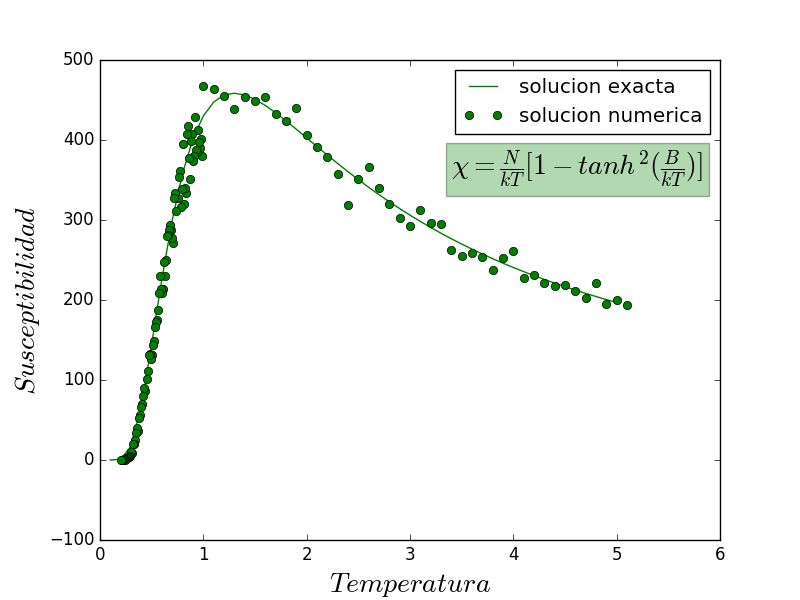 500
400
300
200
100
0
−100
0 1 2 3 4 5 6
Susceptibilidad
Temperatura
solucion exacta
solucion numerica
χ = N/kT [1 − tanh²(B/kT)]